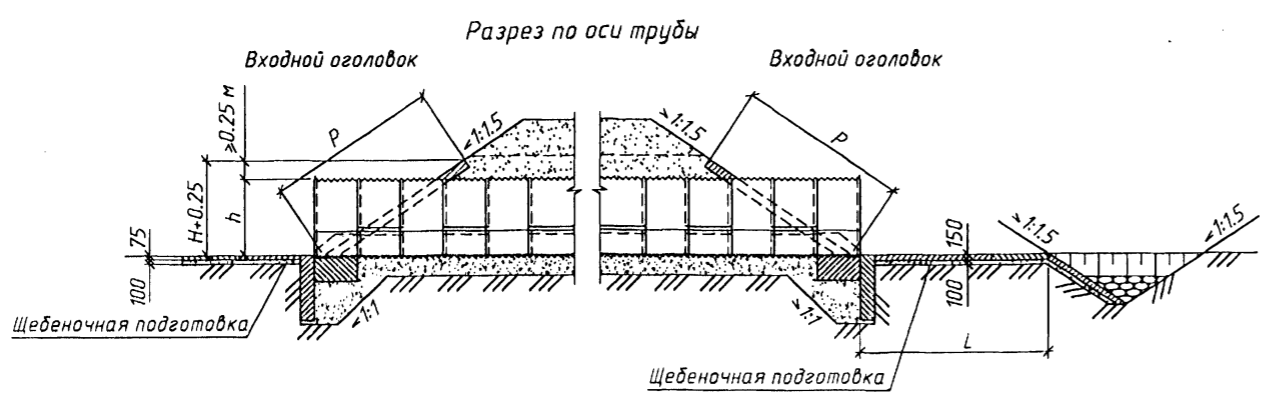 Разрез по оси трубы
Входной оголовок
Входной оголовок
≥0.25 м
P
<1:1.5
>1:1.5
P
H+0.25
h
75
100
>1:1.5
<1:1.5
150
100
<1:1
>1:1
Щебеночная подготовка
L
Щебеночная подготовка